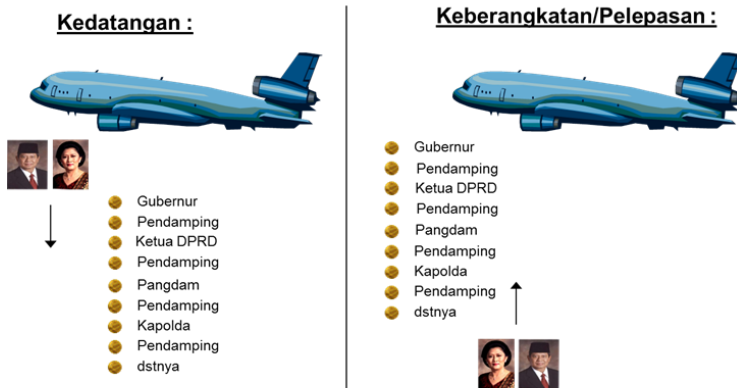 Kedatangan :
Gubernur
Pendamping
Ketua DPRD
Pendamping
Pangdam
Pendamping
Kapolda
Pendamping
dstnya
Keberangkatan/Pelepasan :
Gubernur
Pendamping
Ketua DPRD
Pendamping
Pangdam
Pendamping
Kapolda
Pendamping
dstnya